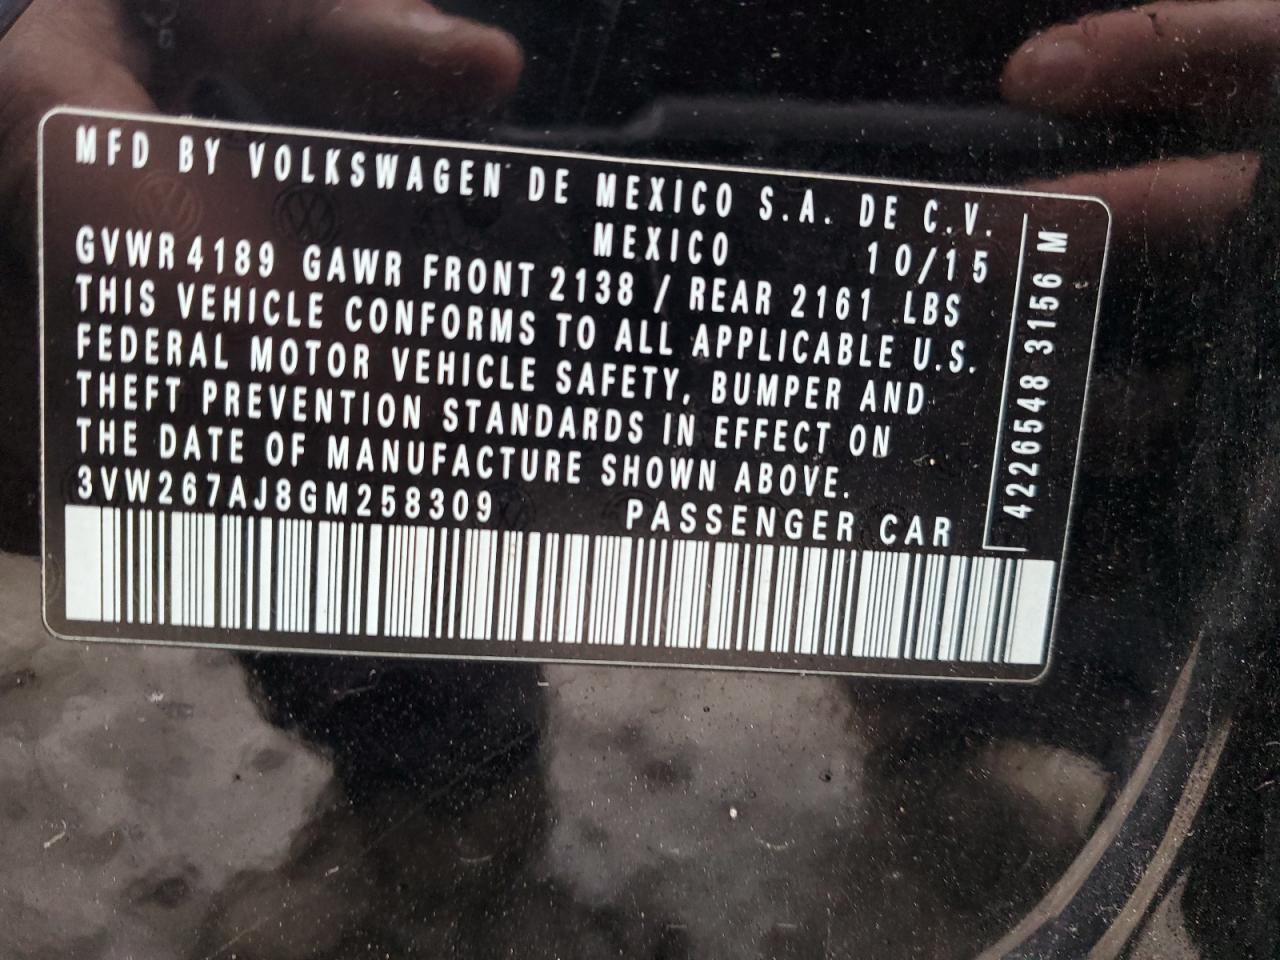 MFD BY VOLKSWAGEN DE MEXICO S.A. DE C.V.
MEXICO 10/15
GVWR 4189 GAWR FRONT 2138 / REAR 2161 LBS
THIS VEHICLE CONFORMS TO ALL APPLICABLE U.S.
FEDERAL MOTOR VEHICLE SAFETY, BUMPER AND
THEFT PREVENTION STANDARDS IN EFFECT ON
THE DATE OF MANUFACTURE SHOWN ABOVE.
3VW267AJ8GM258309 PASSENGER CAR
4226548 3156 M